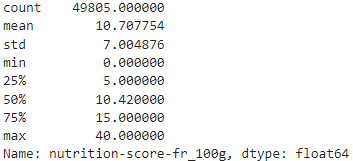 count    49805.000000
mean        10.707754
std          7.004876
min          0.000000
25%          5.000000
50%         10.420000
75%         15.000000
max         40.000000
Name: nutrition-score-fr_100g, dtype: float64